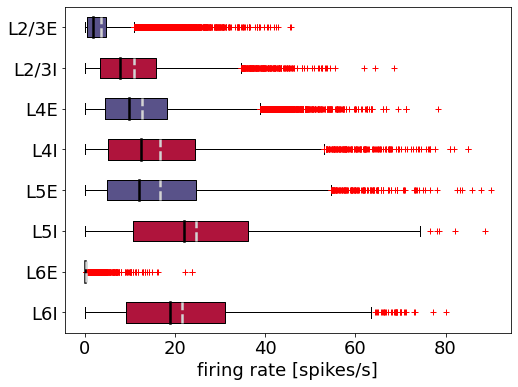 L2/3E
L2/3I
L4E
L4I
L5E
L5I
L6E
L6I
0 20 40 60 80
firing rate [spikes/s]